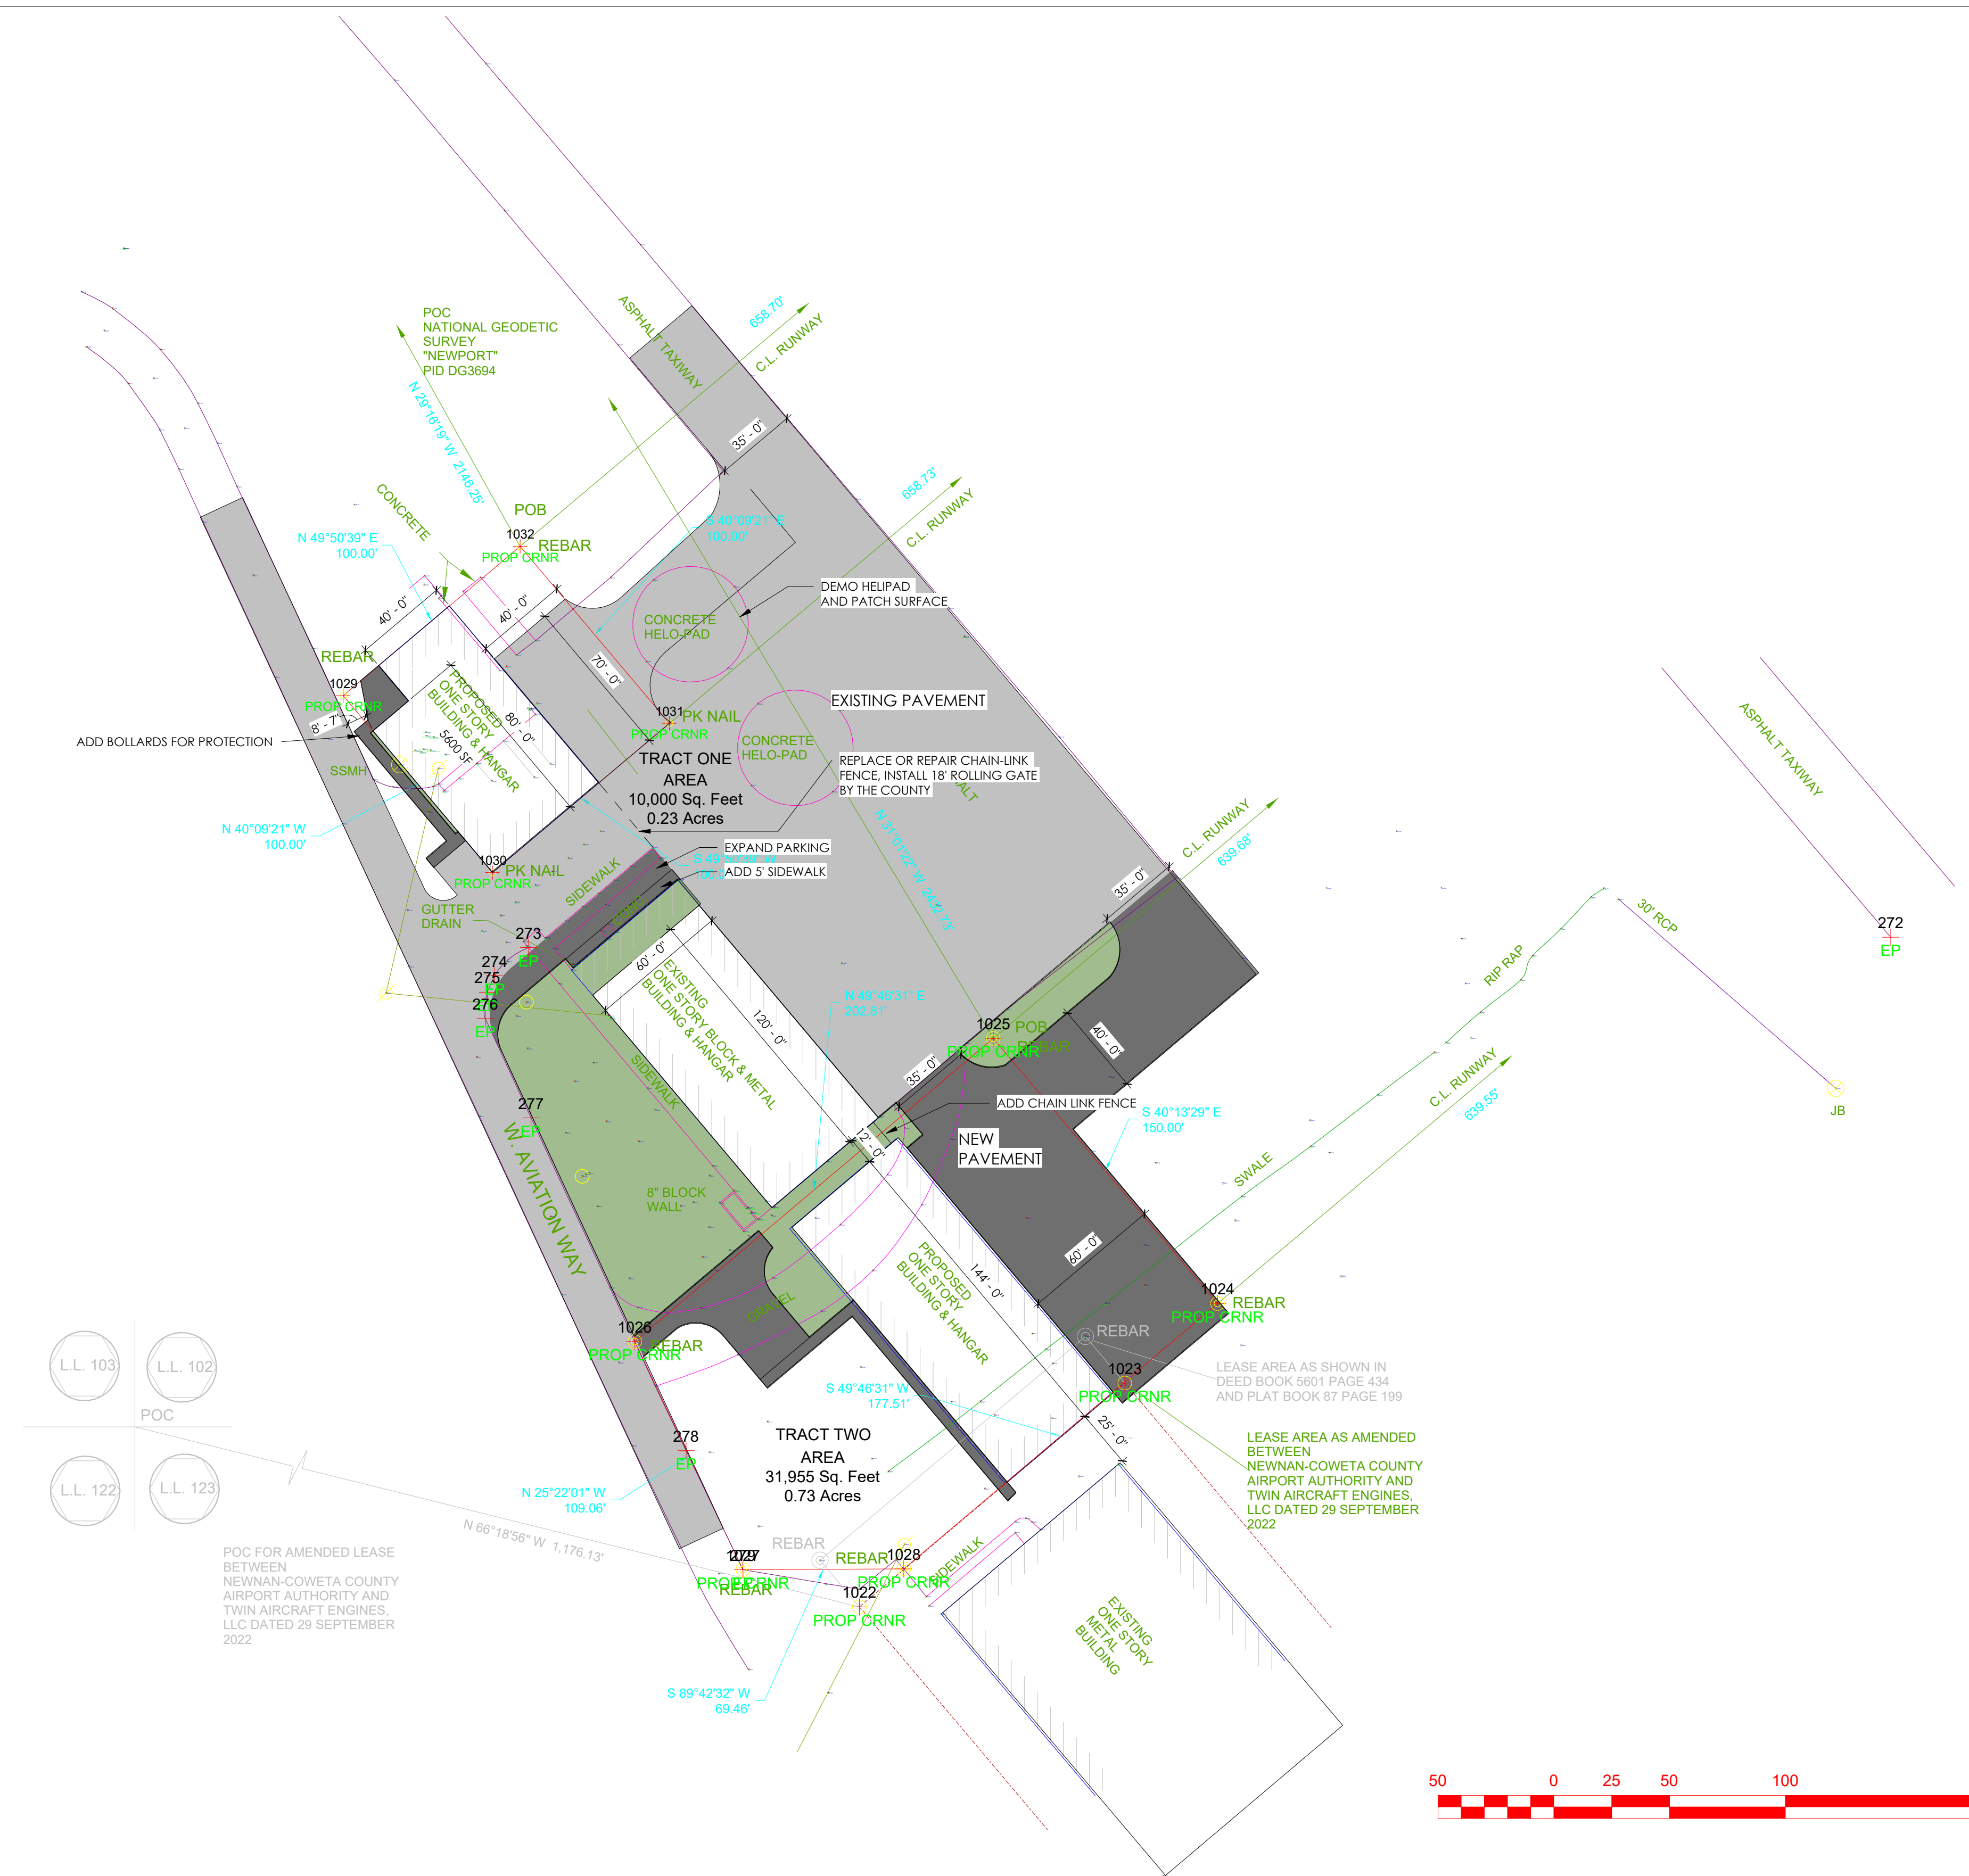 658.70'
C.L. RUNWAY
ASPHALT TAXIWAY
POC
NATIONAL GEODETIC
SURVEY
"NEWPORT"
PID DG3694
N 29°16'19" W  2146.25'
35' - 0"
658.73'
C.L. RUNWAY
CONCRETE
POB
1032
REBAR
PROP CRNR
N 49°50'39" E
100.00'
S 40°09'21" E
100.00'
40' - 0"
40' - 0"
DEMO HELIPAD
AND PATCH SURFACE
CONCRETE
HELO-PAD
70' - 0"
REBAR
1029
PROP CRNR
8' - 7"
ADD BOLLARDS FOR PROTECTION
SSMH
PROPOSED
ONE STORY
BUILDING & HANGAR
5600 SF
80' - 0"
1031
PK NAIL
PROP CRNR
EXISTING PAVEMENT
CONCRETE
HELO-PAD
TRACT ONE
AREA
10,000 Sq. Feet
0.23 Acres
REPLACE OR REPAIR CHAIN-LINK
FENCE, INSTALL 18' ROLLING GATE
BY THE COUNTY
N 31°01'22" W  2432.73'
N 40°09'21" W
100.00'
EXPAND PARKING
S 49°50'39" W
ADD 5' SIDEWALK
1030
PK NAIL
PROP CRNR
SIDEWALK
GUTTER
DRAIN
273
EP
274
EP
275
276
EP
60' - 0"
EXISTING
ONE STORY BLOCK & METAL
BUILDING & HANGAR
120' - 0"
N 49°46'31" E
202.81'
C.L. RUNWAY
639.68'
35' - 0"
ASPHALT TAXIWAY
30' RCP
272
EP
RIP RAP
JB
1025
POB
REBAR
PROP CRNR
40' - 0"
35' - 0"
ADD CHAIN LINK FENCE
12' - 0"
NEW
PAVEMENT
S 40°13'29" E
150.00'
C.L. RUNWAY
639.55'
SWALE
SIDEWALK
277
EP
W. AVIATION WAY
8" BLOCK
WALL
60' - 0"
PROPOSED
ONE STORY
BUILDING & HANGAR
144' - 0"
GRAVEL
1024
REBAR
PROP CRNR
1026
REBAR
PROP CRNR
REBAR
1023
PROP CRNR
LEASE AREA AS SHOWN IN
DEED BOOK 5601 PAGE 434
AND PLAT BOOK 87 PAGE 199
S 49°46'31" W
177.51'
25' - 0"
LEASE AREA AS AMENDED
BETWEEN
NEWNAN-COWETA COUNTY
AIRPORT AUTHORITY AND
TWIN AIRCRAFT ENGINES,
LLC DATED 29 SEPTEMBER
2022
L.L. 103
L.L. 102
POC
L.L. 122
L.L. 123
278
EP
TRACT TWO
AREA
31,955 Sq. Feet
0.73 Acres
N 25°22'01" W
109.06'
N 66°18'56" W  1,176.13'
POC FOR AMENDED LEASE
BETWEEN
NEWNAN-COWETA COUNTY
AIRPORT AUTHORITY AND
TWIN AIRCRAFT ENGINES,
LLC DATED 29 SEPTEMBER
2022
REBAR
REBAR
1028
PROP CRNR
PROP CRNR
REBAR
1022
PROP CRNR
SIDEWALK
S 89°42'32" W
69.46'
EXISTING
ONE STORY
METAL
BUILDING
50 0 25 50 100